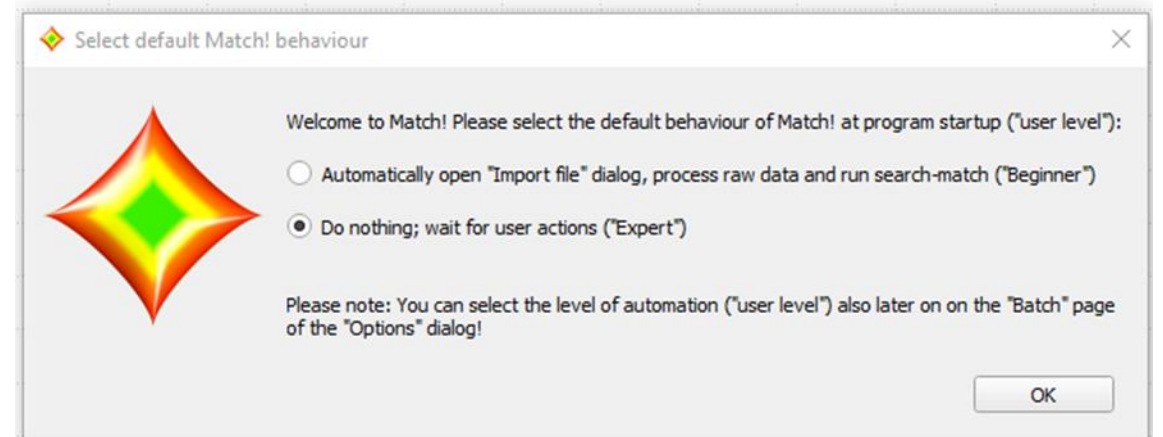 Select default Match! behaviour
Welcome to Match! Please select the default behaviour of Match! at program startup ("user level"):
Automatically open "Import file" dialog, process raw data and run search-match ("Beginner")
Do nothing; wait for user actions ("Expert")
Please note: You can select the level of automation ("user level") also later on on the "Batch" page
of the "Options" dialog!
OK